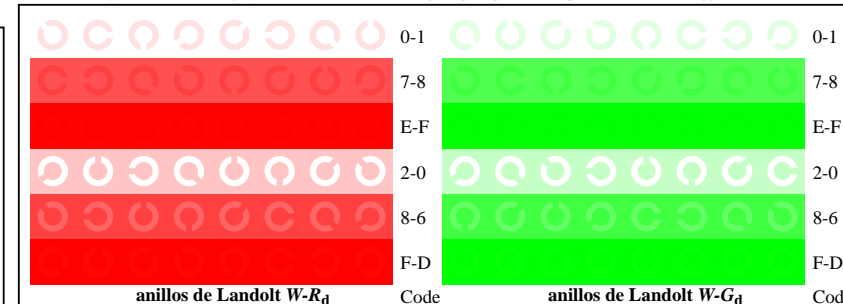 0-1 0-1
7-8 7-8
E-F E-F
2-0 2-0
8-6 8-6
F-D F-D
anillos de Landolt W-Rd Code anillos de Landolt W-Gd